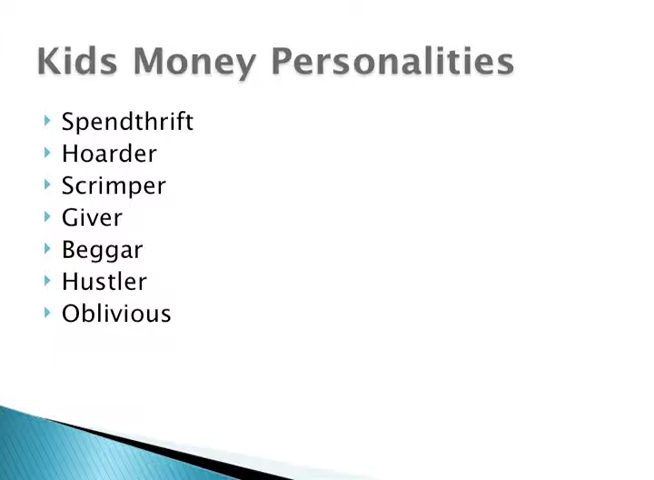 Kids Money Personalities
Spendthrift
Hoarder
Scrimper
Giver
Beggar
Hustler
Oblivious